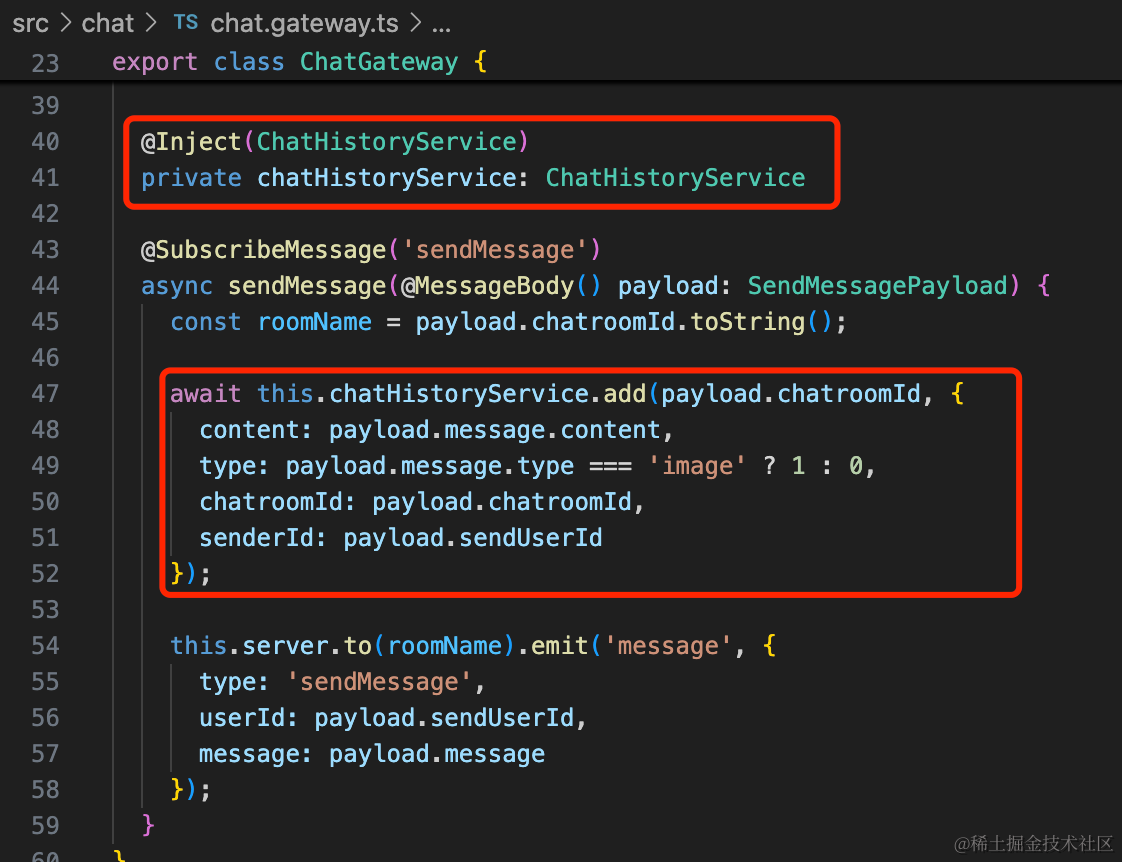 src > chat > TS chat.gateway.ts > ...
23 export class ChatGateway {
39
40 @Inject(ChatHistoryService)
41 private chatHistoryService: ChatHistoryService
42
43 @SubscribeMessage('sendMessage')
44 async sendMessage(@MessageBody() payload: SendMessagePayload) {
45 const roomName = payload.chatroomId.toString();
46
47 await this.chatHistoryService.add(payload.chatroomId, {
48 content: payload.message.content,
49 type: payload.message.type === 'image' ? 1 : 0,
50 chatroomId: payload.chatroomId,
51 senderId: payload.sendUserId
52 });
53
54 this.server.to(roomName).emit('message', {
55 type: 'sendMessage',
56 userId: payload.sendUserId,
57 message: payload.message
58 });
59 }
60 }
@稀土掘金技术社区